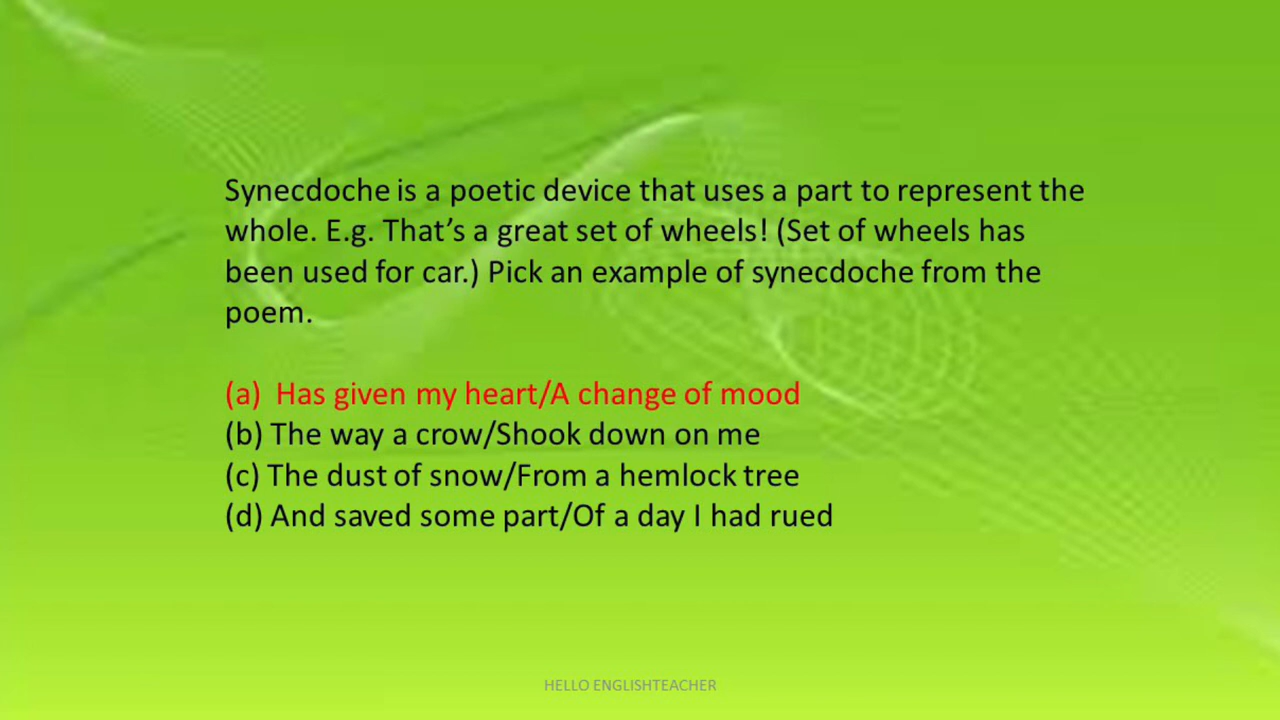 Synecdoche is a poetic device that uses a part to represent the
whole. E.g. That’s a great set of wheels! (Set of wheels has
been used for car.) Pick an example of synecdoche from the
poem.
(a) Has given my heart/A change of mood
(b) The way a crow/Shook down on me
(c) The dust of snow/From a hemlock tree
(d) And saved some part/Of a day I had rued
HELLO ENGLISHTEACHER